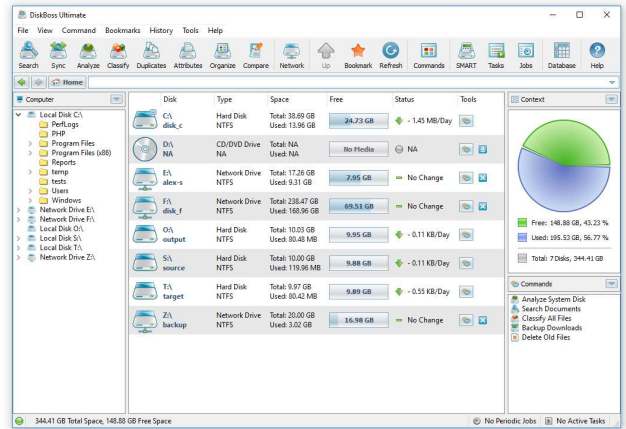 DiskBoss Ultimate
File View Command Bookmarks History Tools Help
Search Sync Analyze Classify Duplicates Attributes Organize Compare Network Up Bookmark Refresh Commands SMART Tasks Jobs Database Help
Home
Computer
Local Disk C:\
PerfLogs
PHP
Program Files
Program Files (x86)
Reports
temp
tests
Users
Windows
Network Drive E:\
Network Drive F:\
Local Disk O:\
Local Disk S:\
Local Disk T:\
Network Drive Z:\
Disk Type Space Free Status Tools
C:\ Hard Disk Total: 38.69 GB
disk_c NTFS Used: 13.96 GB
24.73 GB - 1.45 MB/Day
D:\ CD/DVD Drive Total: NA
NA NA Used: NA
No Media NA
E:\ Network Drive Total: 17.26 GB
alex-s NTFS Used: 9.31 GB
7.95 GB No Change
F:\ Network Drive Total: 238.47 GB
disk_f NTFS Used: 168.96 GB
69.51 GB No Change
O:\ Hard Disk Total: 10.03 GB
output NTFS Used: 80.48 MB
9.95 GB - 0.11 KB/Day
S:\ Hard Disk Total: 10.00 GB
source NTFS Used: 119.96 MB
9.88 GB - 0.11 KB/Day
T:\ Hard Disk Total: 9.97 GB
target NTFS Used: 80.42 MB
9.89 GB - 0.55 KB/Day
Z:\ Network Drive Total: 20.00 GB
backup NTFS Used: 3.02 GB
16.98 GB No Change
Context
Free: 148.88 GB, 43.23 %
Used: 195.53 GB, 56.77 %
Total: 7 Disks, 344.41 GB
Commands
Analyze System Disk
Search Documents
Classify All Files
Backup Downloads
Delete Old Files
344.41 GB Total Space, 148.88 GB Free Space
No Periodic Jobs No Active Tasks